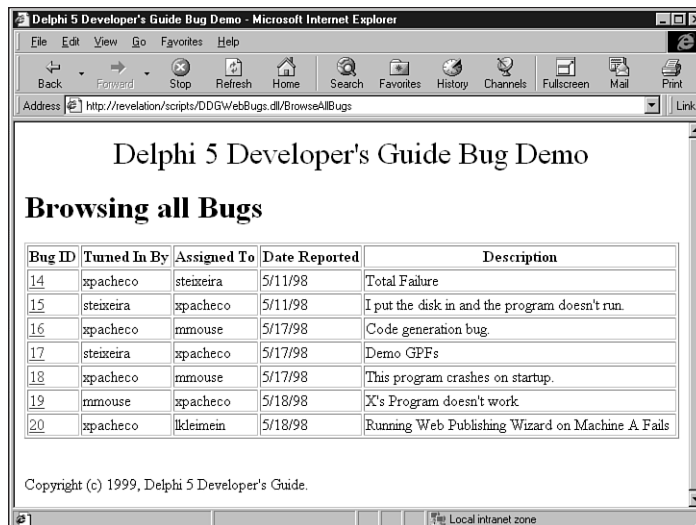 Delphi 5 Developer's Guide Bug Demo - Microsoft Internet Explorer
File Edit View Go Favorites Help
Back Forward Stop Refresh Home Search Favorites History Channels Fullscreen Mail Print
Address http://revelation/scripts/DDGWebBugs.dll/BrowseAllBugs Link
Delphi 5 Developer's Guide Bug Demo
Browsing all Bugs
Bug ID Turned In By Assigned To Date Reported Description
14 xpacheco steixeira 5/11/98 Total Failure
15 steixeira xpacheco 5/11/98 I put the disk in and the program doesn't run.
16 xpacheco mmouse 5/17/98 Code generation bug.
17 steixeira xpacheco 5/17/98 Demo GPFs
18 xpacheco mmouse 5/17/98 This program crashes on startup.
19 mmouse xpacheco 5/18/98 X's Program doesn't work
20 xpacheco lkleimein 5/18/98 Running Web Publishing Wizard on Machine A Fails
Copyright (c) 1999, Delphi 5 Developer's Guide.
Local intranet zone